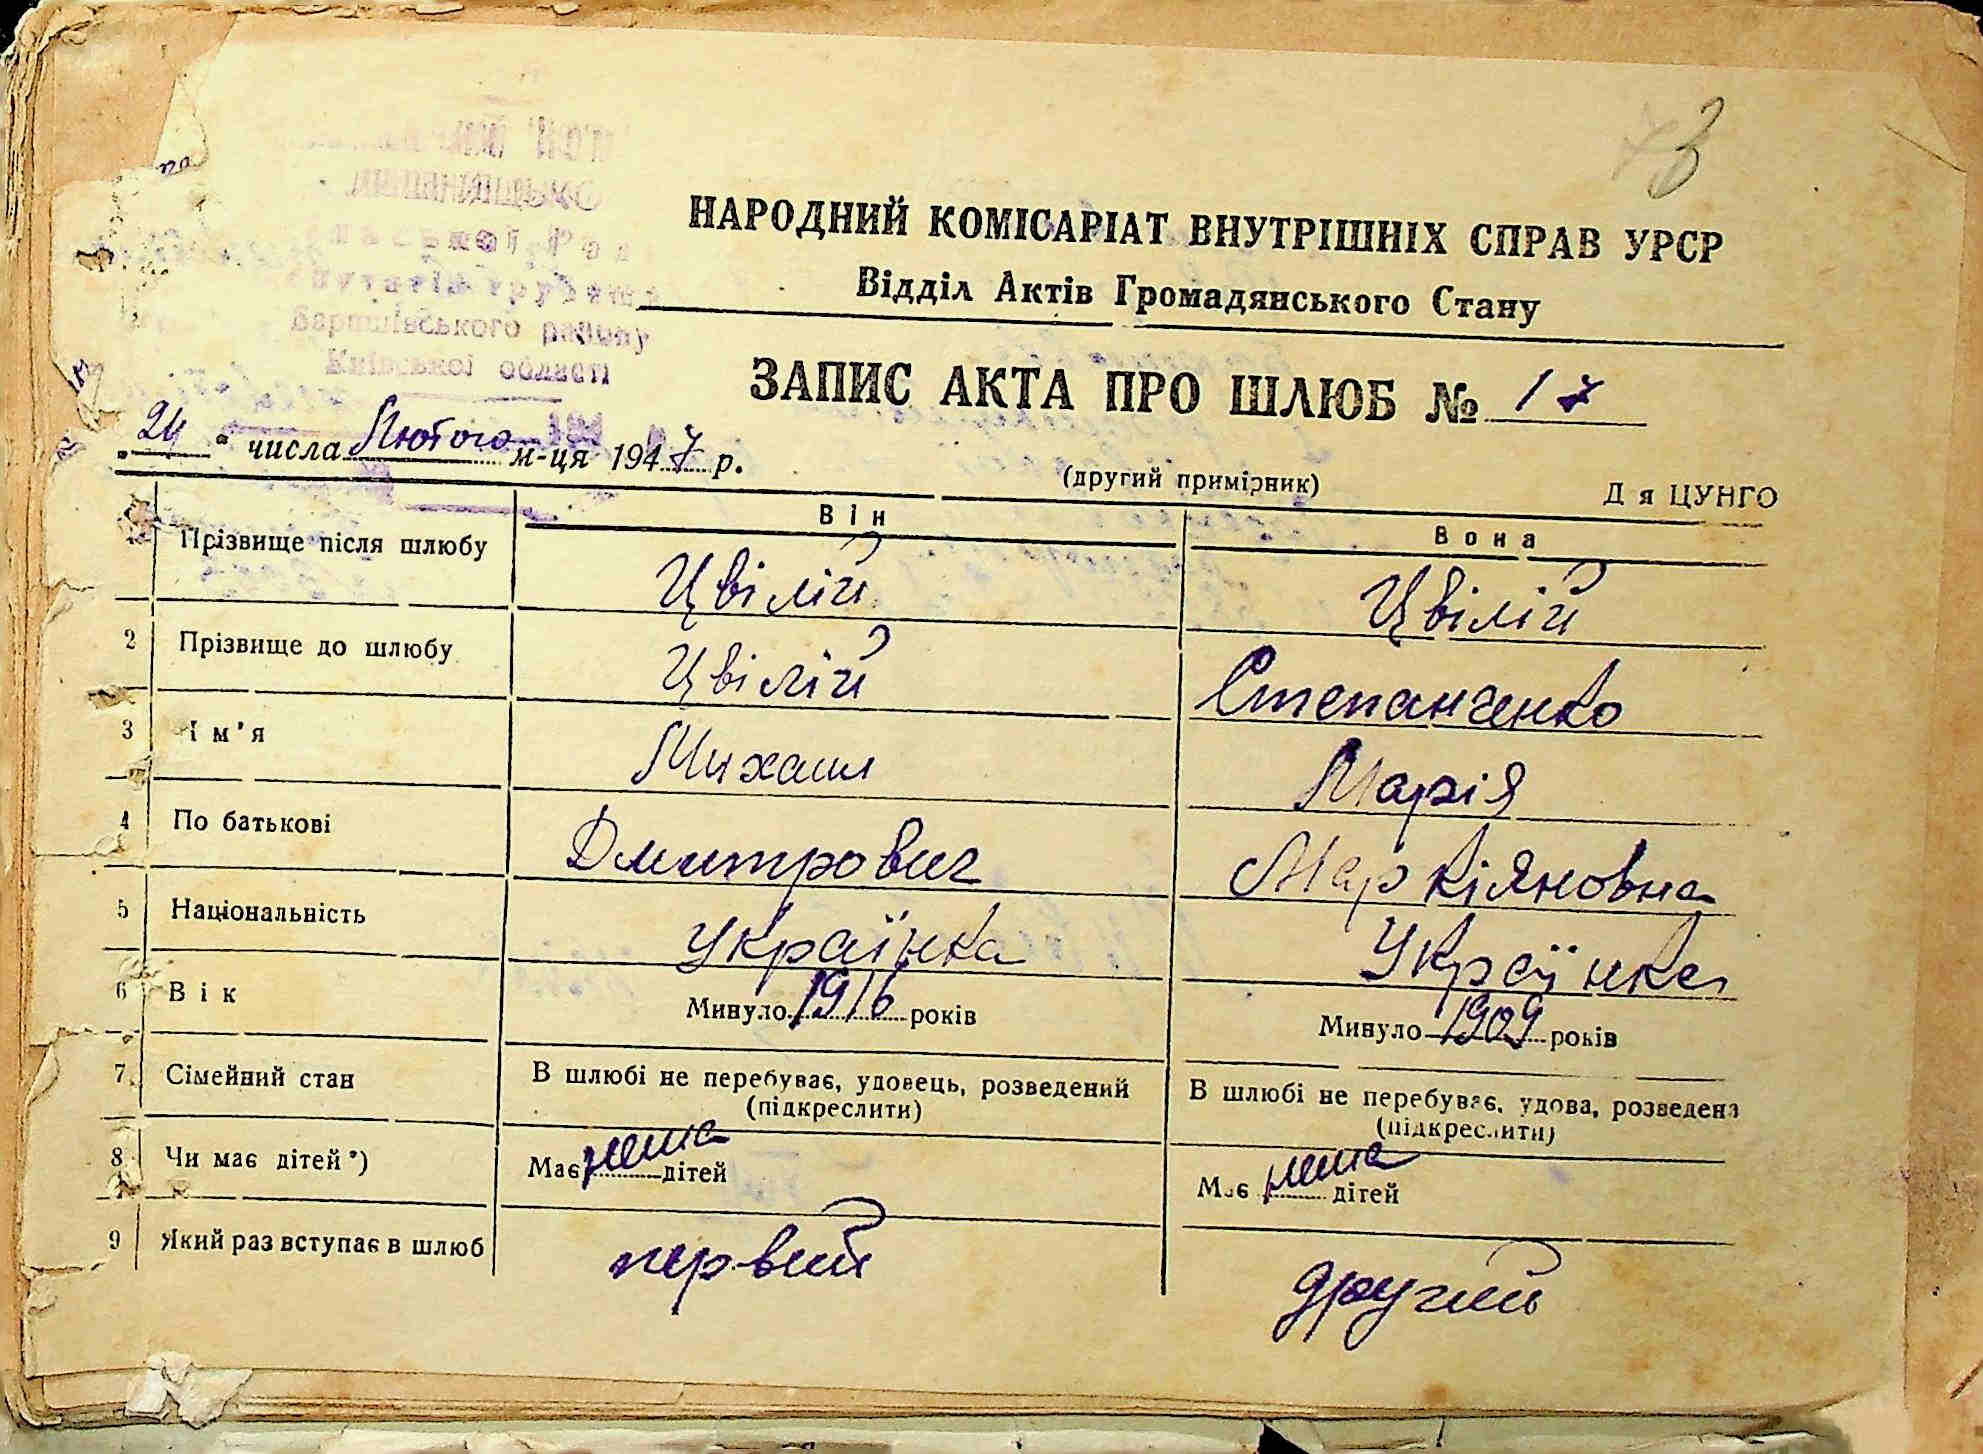 73
НАРОДНИЙ КОМІСАРІАТ ВНУТРІШНІХ СПРАВ УРСР
Відділ Актів Громадянського Стану
району
Київської області
ЗАПИС АКТА ПРО ШЛЮБ № 17
„24“ числа Лютого м-ця 1947 р.
(другий примірник) Д я ЦУНГО
Він Вона
Прізвище після шлюбу Цвілій Цвілій
2 Прізвище до шлюбу Цвілій Степанченко
3 Ім'я Михаил Марія
4 По батькові Дмитрович Маркіяновна
5 Національність Українка Українка
6 Вік Минуло 1916 років Минуло 1909 років
7. Сімейний стан В шлюбі не перебуває, удовець, розведений В шлюбі не перебуває, удова, розведена
(підкреслити) (підкреслити)
8 Чи має дітей*) Має нема дітей Має нема дітей
9 Який раз вступає в шлюб первий другий